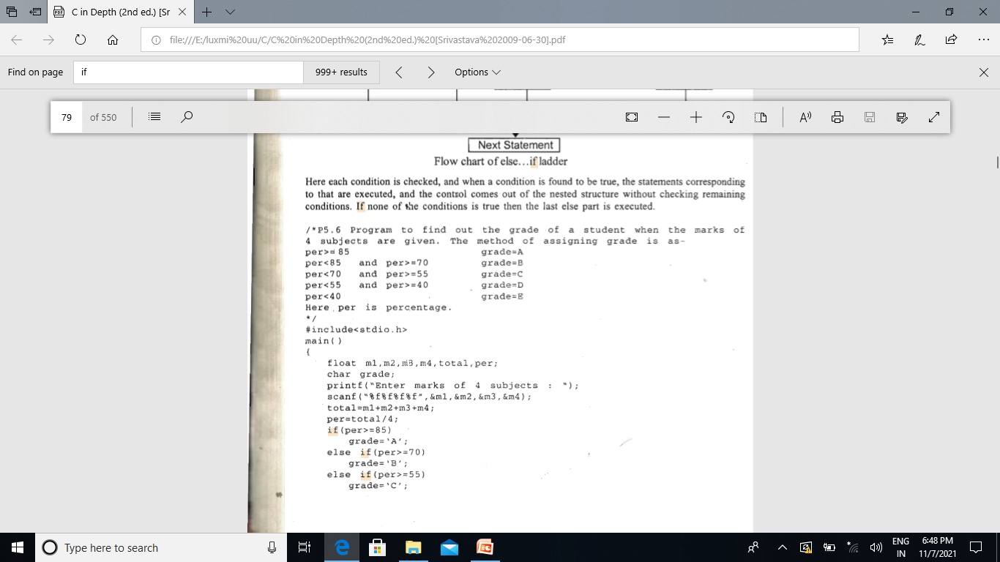 C in Depth (2nd ed.) [Sr
file:///E:/luxmi%20uu/C/C%20in%20Depth%20(2nd%20ed.)%20[Srivastava%202009-06-30].pdf
Find on page if 999+ results Options
79 of 550
Next Statement
Flow chart of else...if ladder
Here each condition is checked, and when a condition is found to be true, the statements corresponding
to that are executed, and the control comes out of the nested structure without checking remaining
conditions. If none of the conditions is true then the last else part is executed.
/*P5.6 Program to find out the grade of a student when the marks of
4 subjects are given. The method of assigning grade is as-
per>=85 grade=A
per<85 and per>=70 grade=B
per<70 and per>=55 grade=C
per<55 and per>=40 grade=D
per<40 grade=E
Here per is percentage.
*/
#include<stdio.h>
main()
{
float m1,m2,m3,m4,total,per;
char grade;
printf("Enter marks of 4 subjects : ");
scanf("%f%f%f%f",&m1,&m2,&m3,&m4);
total=m1+m2+m3+m4;
per=total/4;
if(per>=85)
grade='A';
else if(per>=70)
grade='B';
else if(per>=55)
grade='C';
Type here to search
ENG 6:48 PM
IN 11/7/2021